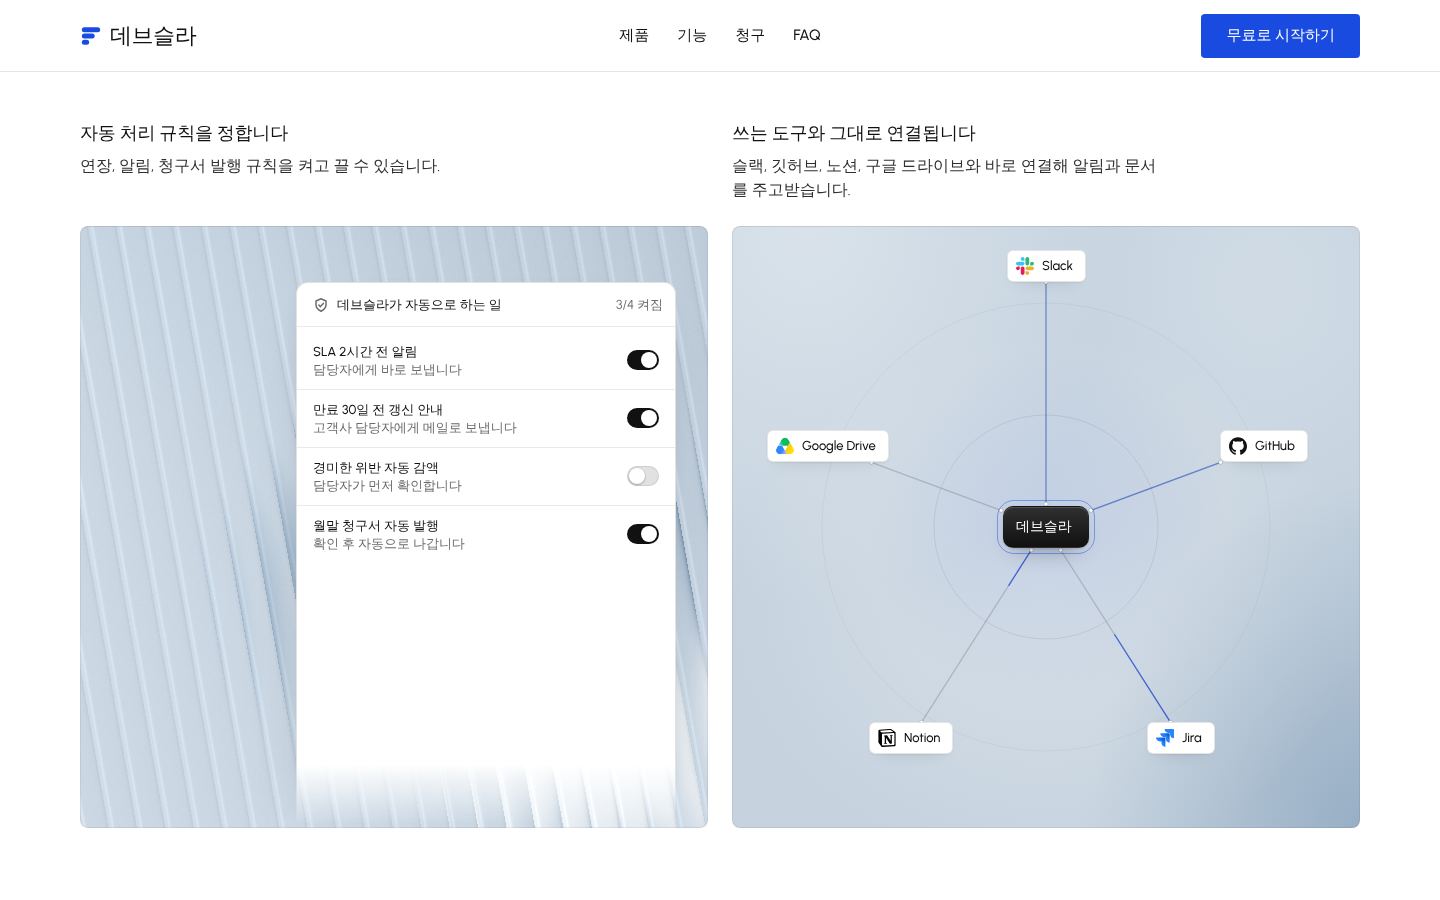 데브슬라
제품
기능
청구
FAQ
무료로 시작하기
자동 처리 규칙을 정합니다
연장, 알림, 청구서 발행 규칙을 켜고 끌 수 있습니다.
쓰는 도구와 그대로 연결됩니다
슬랙, 깃허브, 노션, 구글 드라이브와 바로 연결해 알림과 문서
를 주고받습니다.
데브슬라가 자동으로 하는 일
3/4 켜짐
SLA 2시간 전 알림
담당자에게 바로 보냅니다
만료 30일 전 갱신 안내
고객사 담당자에게 메일로 보냅니다
경미한 위반 자동 감액
담당자가 먼저 확인합니다
월말 청구서 자동 발행
확인 후 자동으로 나갑니다
Slack
Google Drive
GitHub
데브슬라
Notion
Jira